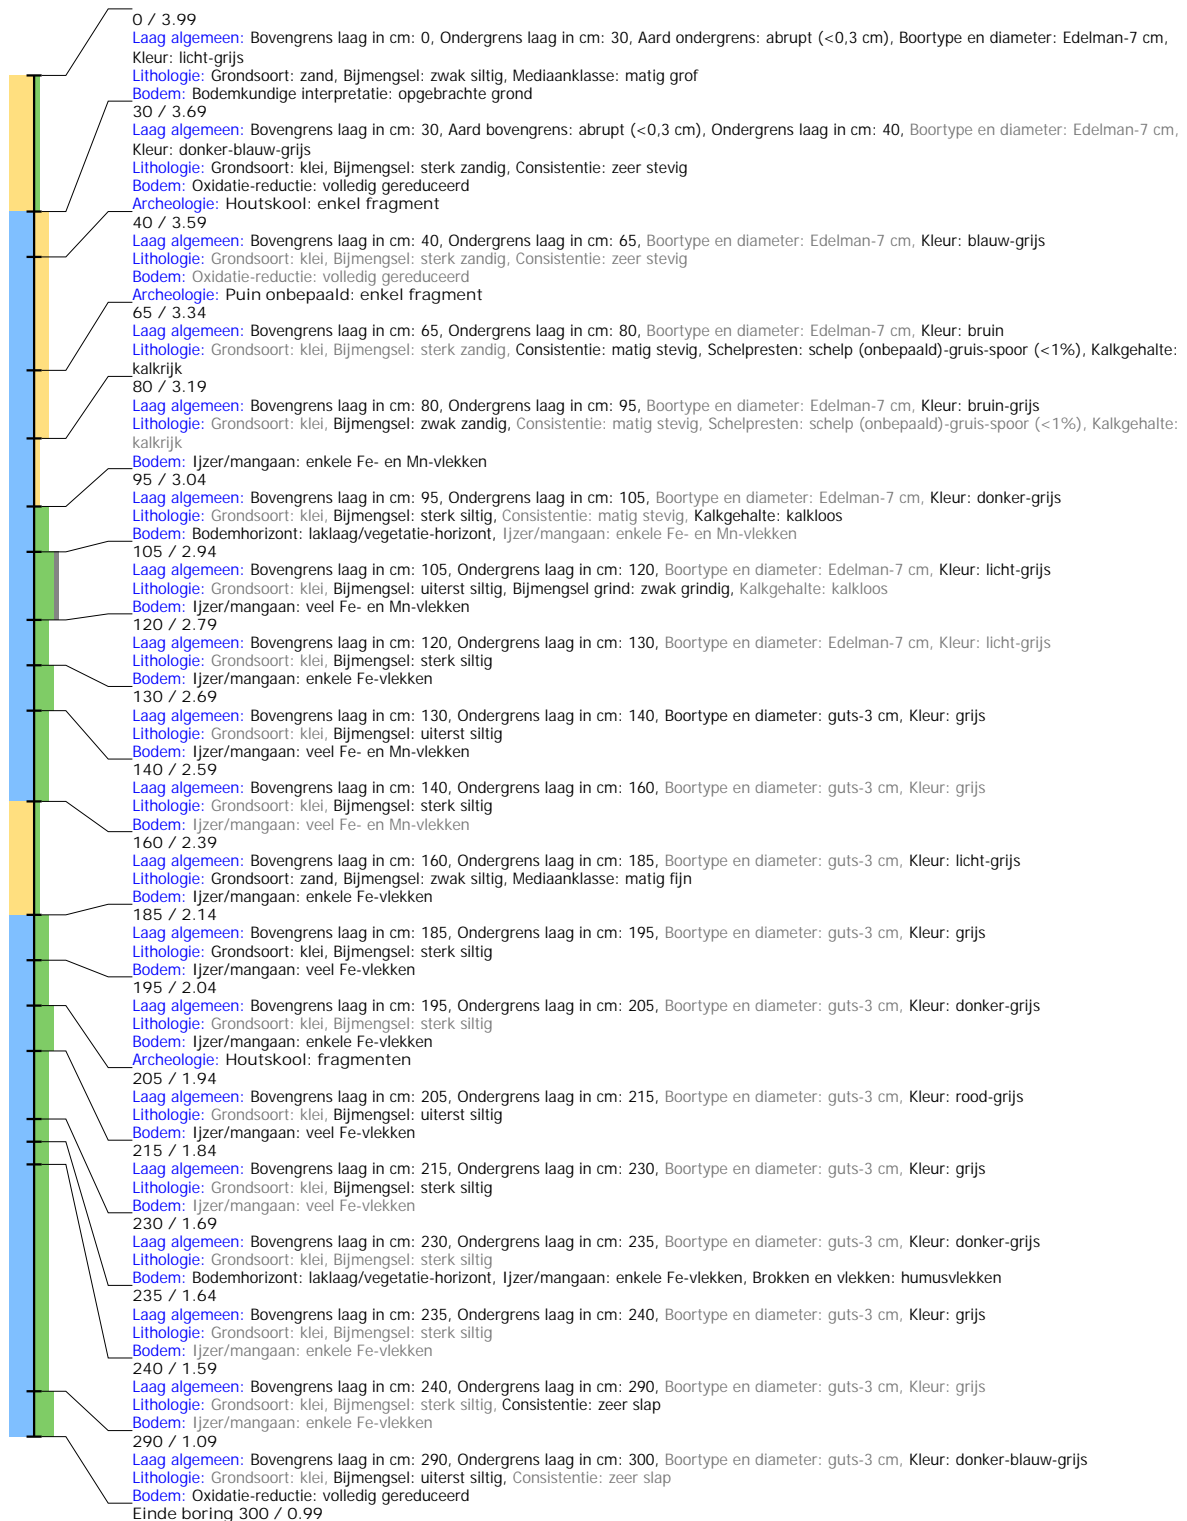 0 / 3.99
Laag algemeen: Bovengrens laag in cm: 0, Ondergrens laag in cm: 30, Aard ondergrens: abrupt (<0,3 cm), Boortype en diameter: Edelman-7 cm,
Kleur: licht-grijs
Lithologie: Grondsoort: zand, Bijmengsel: zwak siltig, Mediaanklasse: matig grof
Bodem: Bodemkundige interpretatie: opgebrachte grond
30 / 3.69
Laag algemeen: Bovengrens laag in cm: 30, Aard bovengrens: abrupt (<0,3 cm), Ondergrens laag in cm: 40, Boortype en diameter: Edelman-7 cm,
Kleur: donker-blauw-grijs
Lithologie: Grondsoort: klei, Bijmengsel: sterk zandig, Consistentie: zeer stevig
Bodem: Oxidatie-reductie: volledig gereduceerd
Archeologie: Houtskool: enkel fragment
40 / 3.59
Laag algemeen: Bovengrens laag in cm: 40, Ondergrens laag in cm: 65, Boortype en diameter: Edelman-7 cm, Kleur: blauw-grijs
Lithologie: Grondsoort: klei, Bijmengsel: sterk zandig, Consistentie: zeer stevig
Bodem: Oxidatie-reductie: volledig gereduceerd
Archeologie: Puin onbepaald: enkel fragment
65 / 3.34
Laag algemeen: Bovengrens laag in cm: 65, Ondergrens laag in cm: 80, Boortype en diameter: Edelman-7 cm, Kleur: bruin
Lithologie: Grondsoort: klei, Bijmengsel: sterk zandig, Consistentie: matig stevig, Schelpresten: schelp (onbepaald)-gruis-spoor (<1%), Kalkgehalte:
kalkrijk
80 / 3.19
Laag algemeen: Bovengrens laag in cm: 80, Ondergrens laag in cm: 95, Boortype en diameter: Edelman-7 cm, Kleur: bruin-grijs
Lithologie: Grondsoort: klei, Bijmengsel: zwak zandig, Consistentie: matig stevig, Schelpresten: schelp (onbepaald)-gruis-spoor (<1%), Kalkgehalte:
kalkrijk
Bodem: Ijzer/mangaan: enkele Fe- en Mn-vlekken
95 / 3.04
Laag algemeen: Bovengrens laag in cm: 95, Ondergrens laag in cm: 105, Boortype en diameter: Edelman-7 cm, Kleur: donker-grijs
Lithologie: Grondsoort: klei, Bijmengsel: sterk siltig, Consistentie: matig stevig, Kalkgehalte: kalkloos
Bodem: Bodemhorizont: laklaag/vegetatie-horizont, Ijzer/mangaan: enkele Fe- en Mn-vlekken
105 / 2.94
Laag algemeen: Bovengrens laag in cm: 105, Ondergrens laag in cm: 120, Boortype en diameter: Edelman-7 cm, Kleur: licht-grijs
Lithologie: Grondsoort: klei, Bijmengsel: uiterst siltig, Bijmengsel grind: zwak grindig, Kalkgehalte: kalkloos
Bodem: Ijzer/mangaan: veel Fe- en Mn-vlekken
120 / 2.79
Laag algemeen: Bovengrens laag in cm: 120, Ondergrens laag in cm: 130, Boortype en diameter: Edelman-7 cm, Kleur: licht-grijs
Lithologie: Grondsoort: klei, Bijmengsel: sterk siltig
Bodem: Ijzer/mangaan: enkele Fe-vlekken
130 / 2.69
Laag algemeen: Bovengrens laag in cm: 130, Ondergrens laag in cm: 140, Boortype en diameter: guts-3 cm, Kleur: grijs
Lithologie: Grondsoort: klei, Bijmengsel: uiterst siltig
Bodem: Ijzer/mangaan: veel Fe- en Mn-vlekken
140 / 2.59
Laag algemeen: Bovengrens laag in cm: 140, Ondergrens laag in cm: 160, Boortype en diameter: guts-3 cm, Kleur: grijs
Lithologie: Grondsoort: klei, Bijmengsel: sterk siltig
Bodem: Ijzer/mangaan: veel Fe- en Mn-vlekken
160 / 2.39
Laag algemeen: Bovengrens laag in cm: 160, Ondergrens laag in cm: 185, Boortype en diameter: guts-3 cm, Kleur: licht-grijs
Lithologie: Grondsoort: zand, Bijmengsel: zwak siltig, Mediaanklasse: matig fijn
Bodem: Ijzer/mangaan: enkele Fe-vlekken
185 / 2.14
Laag algemeen: Bovengrens laag in cm: 185, Ondergrens laag in cm: 195, Boortype en diameter: guts-3 cm, Kleur: grijs
Lithologie: Grondsoort: klei, Bijmengsel: sterk siltig
Bodem: Ijzer/mangaan: veel Fe-vlekken
195 / 2.04
Laag algemeen: Bovengrens laag in cm: 195, Ondergrens laag in cm: 205, Boortype en diameter: guts-3 cm, Kleur: donker-grijs
Lithologie: Grondsoort: klei, Bijmengsel: sterk siltig
Bodem: Ijzer/mangaan: enkele Fe-vlekken
Archeologie: Houtskool: fragmenten
205 / 1.94
Laag algemeen: Bovengrens laag in cm: 205, Ondergrens laag in cm: 215, Boortype en diameter: guts-3 cm, Kleur: rood-grijs
Lithologie: Grondsoort: klei, Bijmengsel: uiterst siltig
Bodem: Ijzer/mangaan: veel Fe-vlekken
215 / 1.84
Laag algemeen: Bovengrens laag in cm: 215, Ondergrens laag in cm: 230, Boortype en diameter: guts-3 cm, Kleur: grijs
Lithologie: Grondsoort: klei, Bijmengsel: sterk siltig
Bodem: Ijzer/mangaan: veel Fe-vlekken
230 / 1.69
Laag algemeen: Bovengrens laag in cm: 230, Ondergrens laag in cm: 235, Boortype en diameter: guts-3 cm, Kleur: donker-grijs
Lithologie: Grondsoort: klei, Bijmengsel: sterk siltig
Bodem: Bodemhorizont: laklaag/vegetatie-horizont, Ijzer/mangaan: enkele Fe-vlekken, Brokken en vlekken: humusvlekken
235 / 1.64
Laag algemeen: Bovengrens laag in cm: 235, Ondergrens laag in cm: 240, Boortype en diameter: guts-3 cm, Kleur: grijs
Lithologie: Grondsoort: klei, Bijmengsel: sterk siltig
Bodem: Ijzer/mangaan: enkele Fe-vlekken
240 / 1.59
Laag algemeen: Bovengrens laag in cm: 240, Ondergrens laag in cm: 290, Boortype en diameter: guts-3 cm, Kleur: grijs
Lithologie: Grondsoort: klei, Bijmengsel: sterk siltig, Consistentie: zeer slap
Bodem: Ijzer/mangaan: enkele Fe-vlekken
290 / 1.09
Laag algemeen: Bovengrens laag in cm: 290, Ondergrens laag in cm: 300, Boortype en diameter: guts-3 cm, Kleur: donker-blauw-grijs
Lithologie: Grondsoort: klei, Bijmengsel: uiterst siltig, Consistentie: zeer slap
Bodem: Oxidatie-reductie: volledig gereduceerd
Einde boring 300 / 0.99